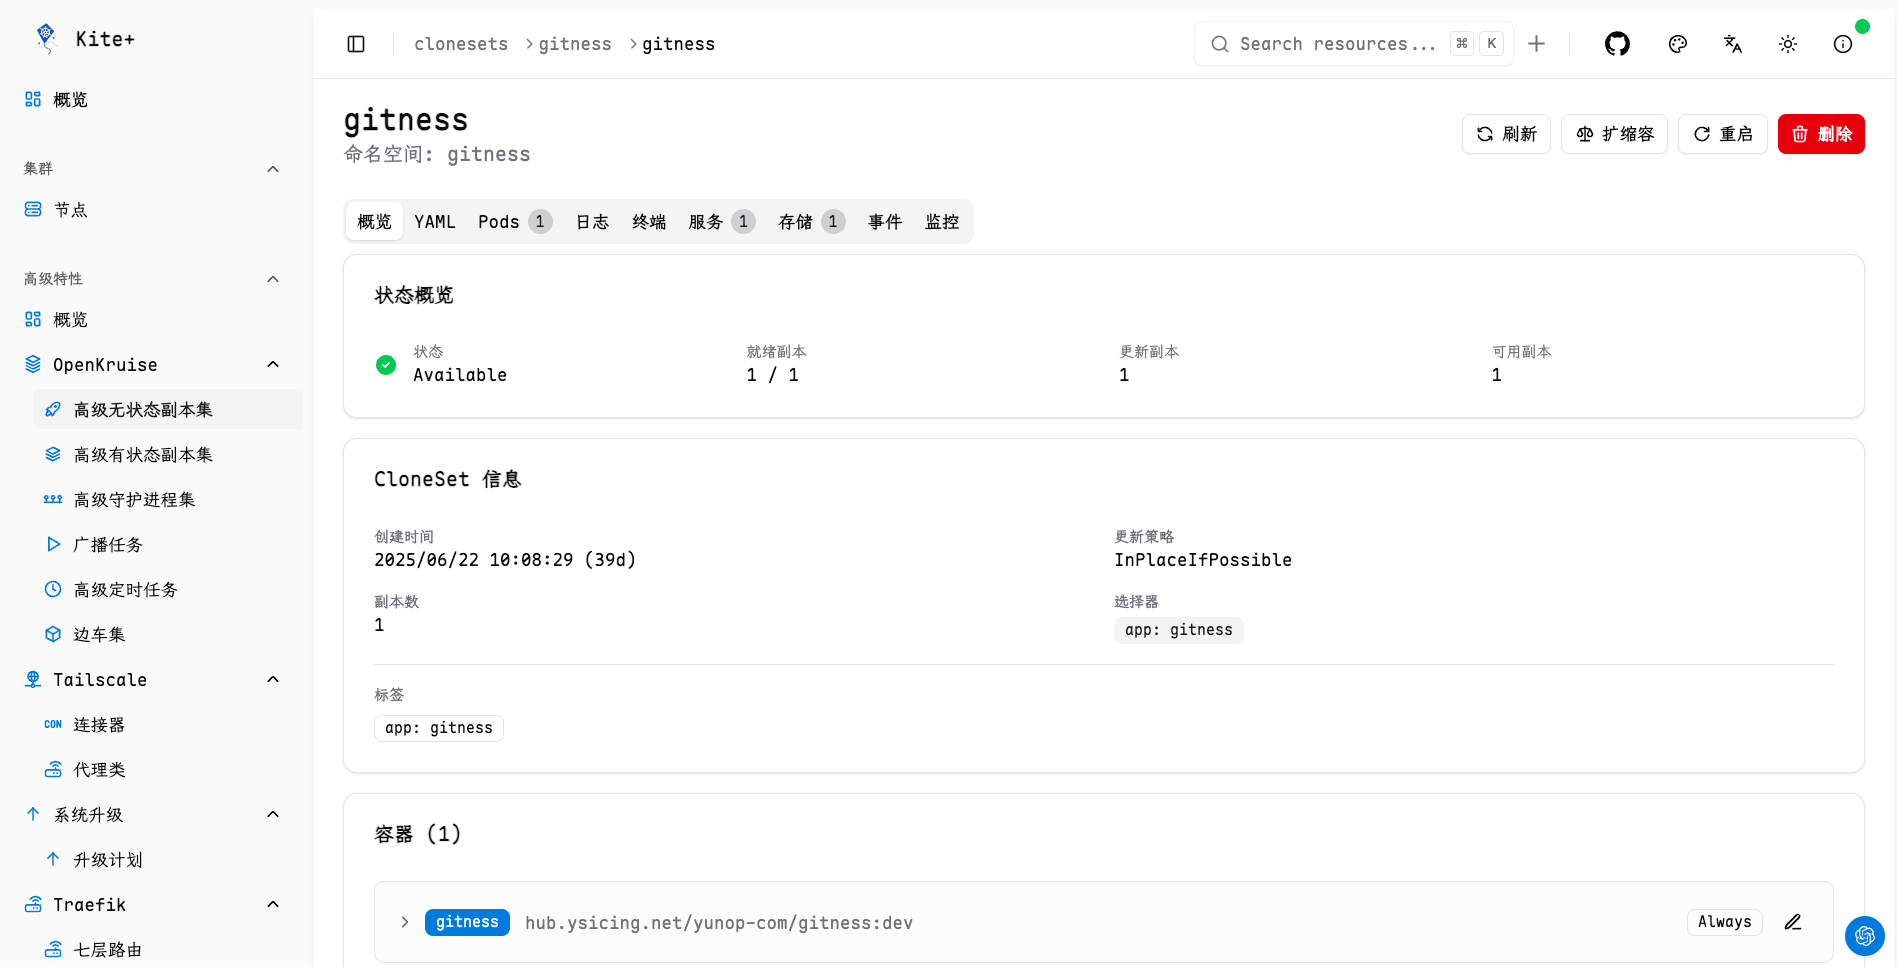 Kite+
概览
集群
节点
高级特性
概览
OpenKruise
高级无状态副本集
高级有状态副本集
高级守护进程集
广播任务
高级定时任务
边车集
Tailscale
CON 连接器
代理类
系统升级
升级计划
Traefik
七层路由
clonesets > gitness > gitness
Search resources... ⌘ K
gitness
命名空间: gitness
刷新 扩缩容 重启 删除
概览 YAML Pods 1 日志 终端 服务 1 存储 1 事件 监控
状态概览
状态 就绪副本 更新副本 可用副本
Available 1 / 1 1 1
CloneSet 信息
创建时间 更新策略
2025/06/22 10:08:29 (39d) InPlaceIfPossible
副本数 选择器
1 app: gitness
标签
app: gitness
容器 (1)
gitness hub.ysicing.net/yunop-com/gitness:dev Always